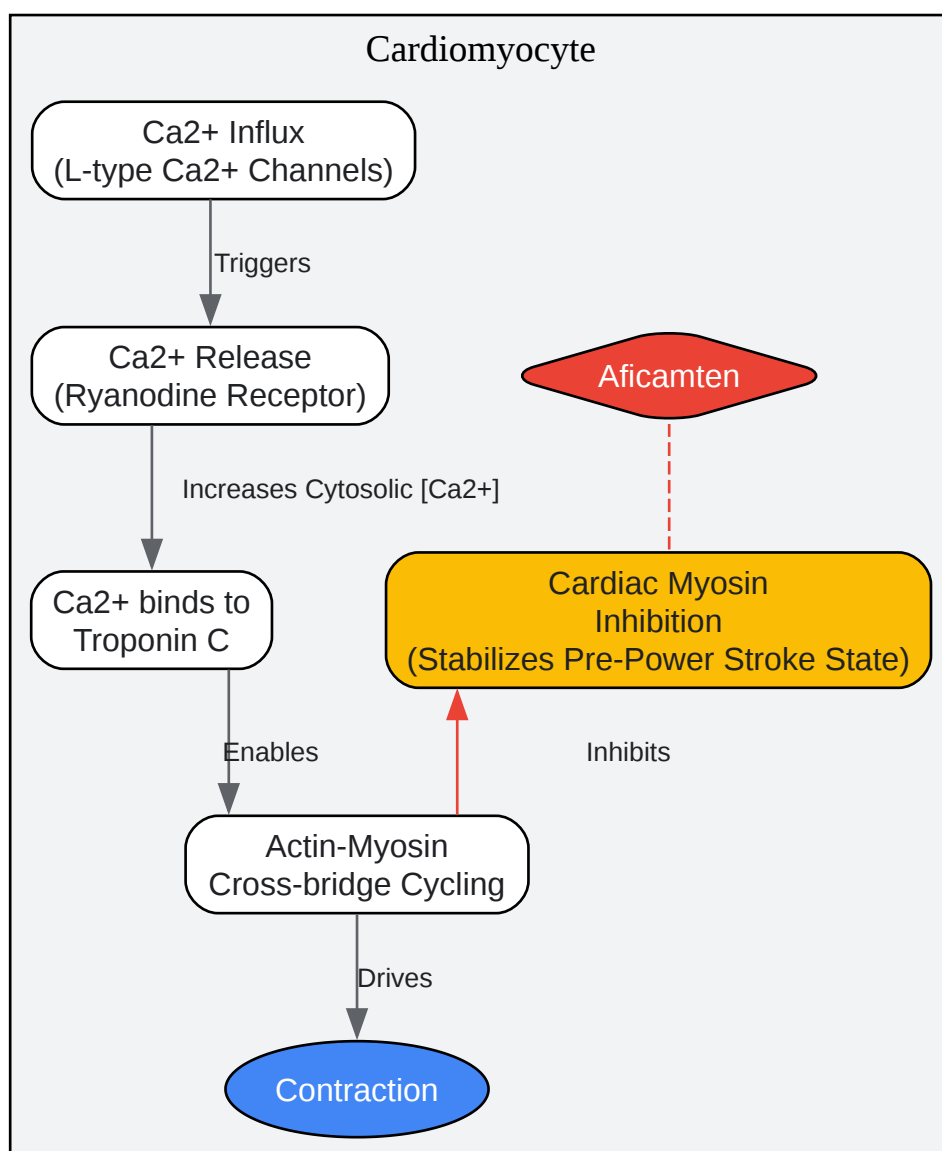 Cardiomyocyte
Ca2+ Influx
(L-type Ca2+ Channels)
Triggers
Ca2+ Release
(Ryanodine Receptor)
Aficamten
Increases Cytosolic [Ca2+]
Ca2+ binds to
Troponin C
Cardiac Myosin
Inhibition
(Stabilizes Pre-Power Stroke State)
Enables
Inhibits
Actin-Myosin
Cross-bridge Cycling
Drives
Contraction